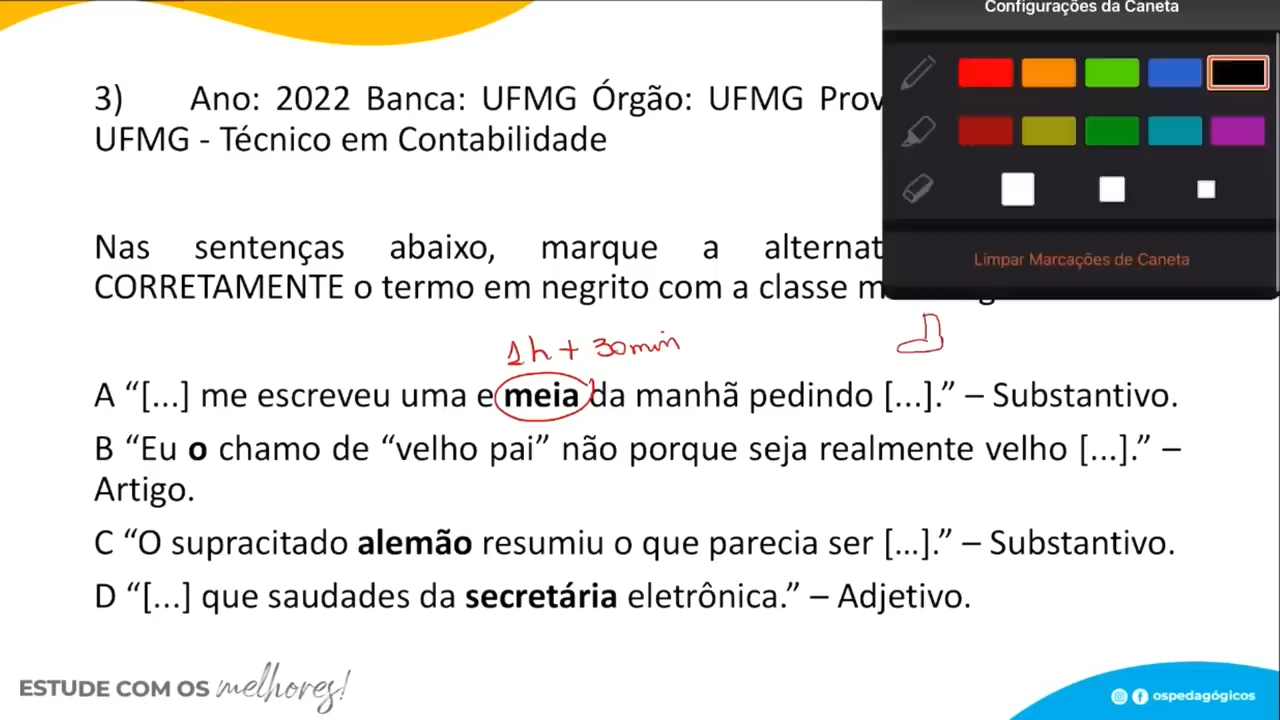 Configurações da Caneta
3) Ano: 2022 Banca: UFMG Órgão: UFMG Prov
UFMG - Técnico em Contabilidade
Limpar Marcações de Caneta
Nas sentenças abaixo, marque a alternat
CORRETAMENTE o termo em negrito com a classe m
1h + 30min
A “[...] me escreveu uma e meia da manhã pedindo [...].” – Substantivo.
B “Eu o chamo de “velho pai” não porque seja realmente velho [...].” –
Artigo.
C “O supracitado alemão resumiu o que parecia ser [...].” – Substantivo.
D “[...] que saudades da secretária eletrônica.” – Adjetivo.
ESTUDE COM OS melhores!
ospedagógicos